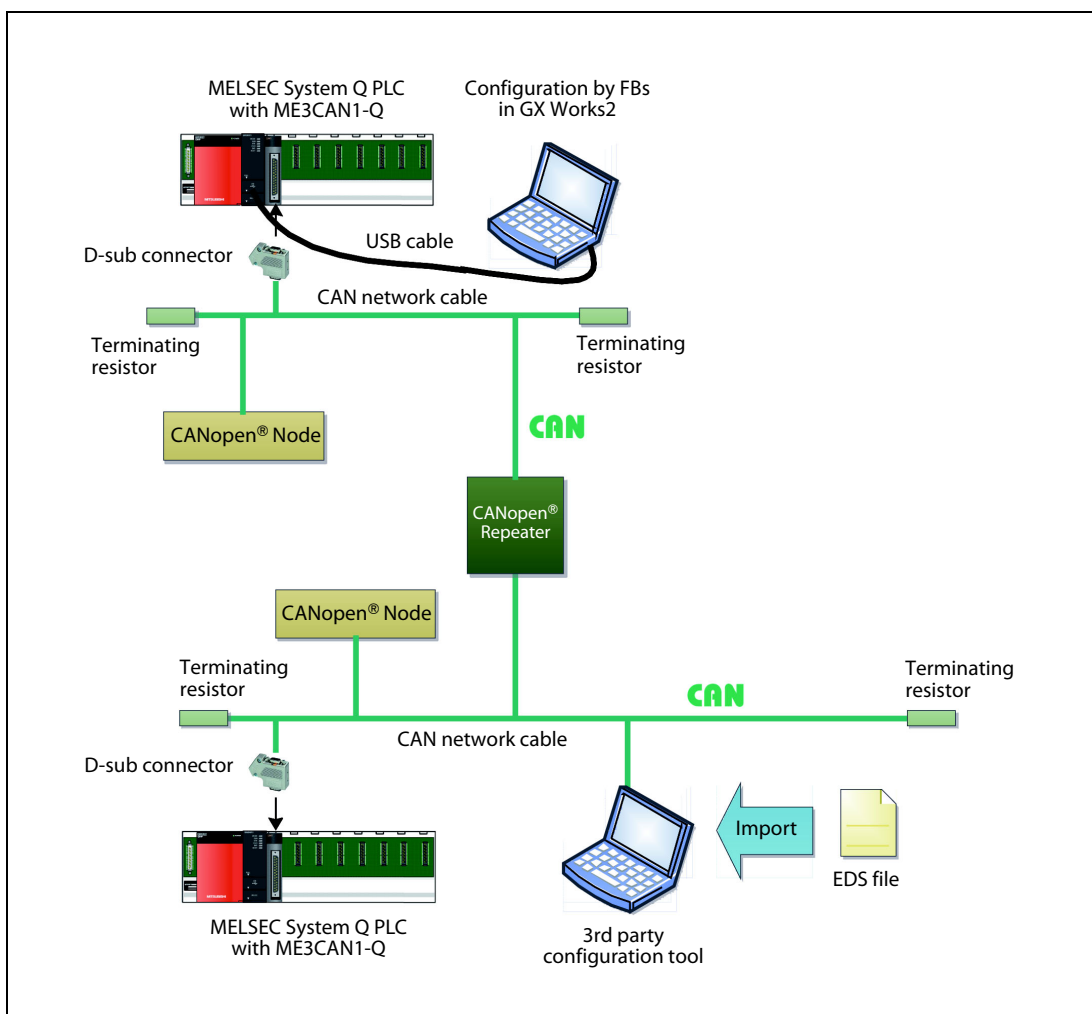 MELSEC System Q PLC
with ME3CAN1-Q
Configuration by FBs
in GX Works2
USB cable
D-sub connector
CAN network cable
Terminating
resistor
Terminating
resistor
CANopen® Node
CAN
CANopen®
Repeater
CANopen® Node
Terminating
resistor
Terminating
resistor
CAN
CAN network cable
D-sub connector
Import
EDS file
MELSEC System Q PLC
with ME3CAN1-Q
3rd party
configuration tool